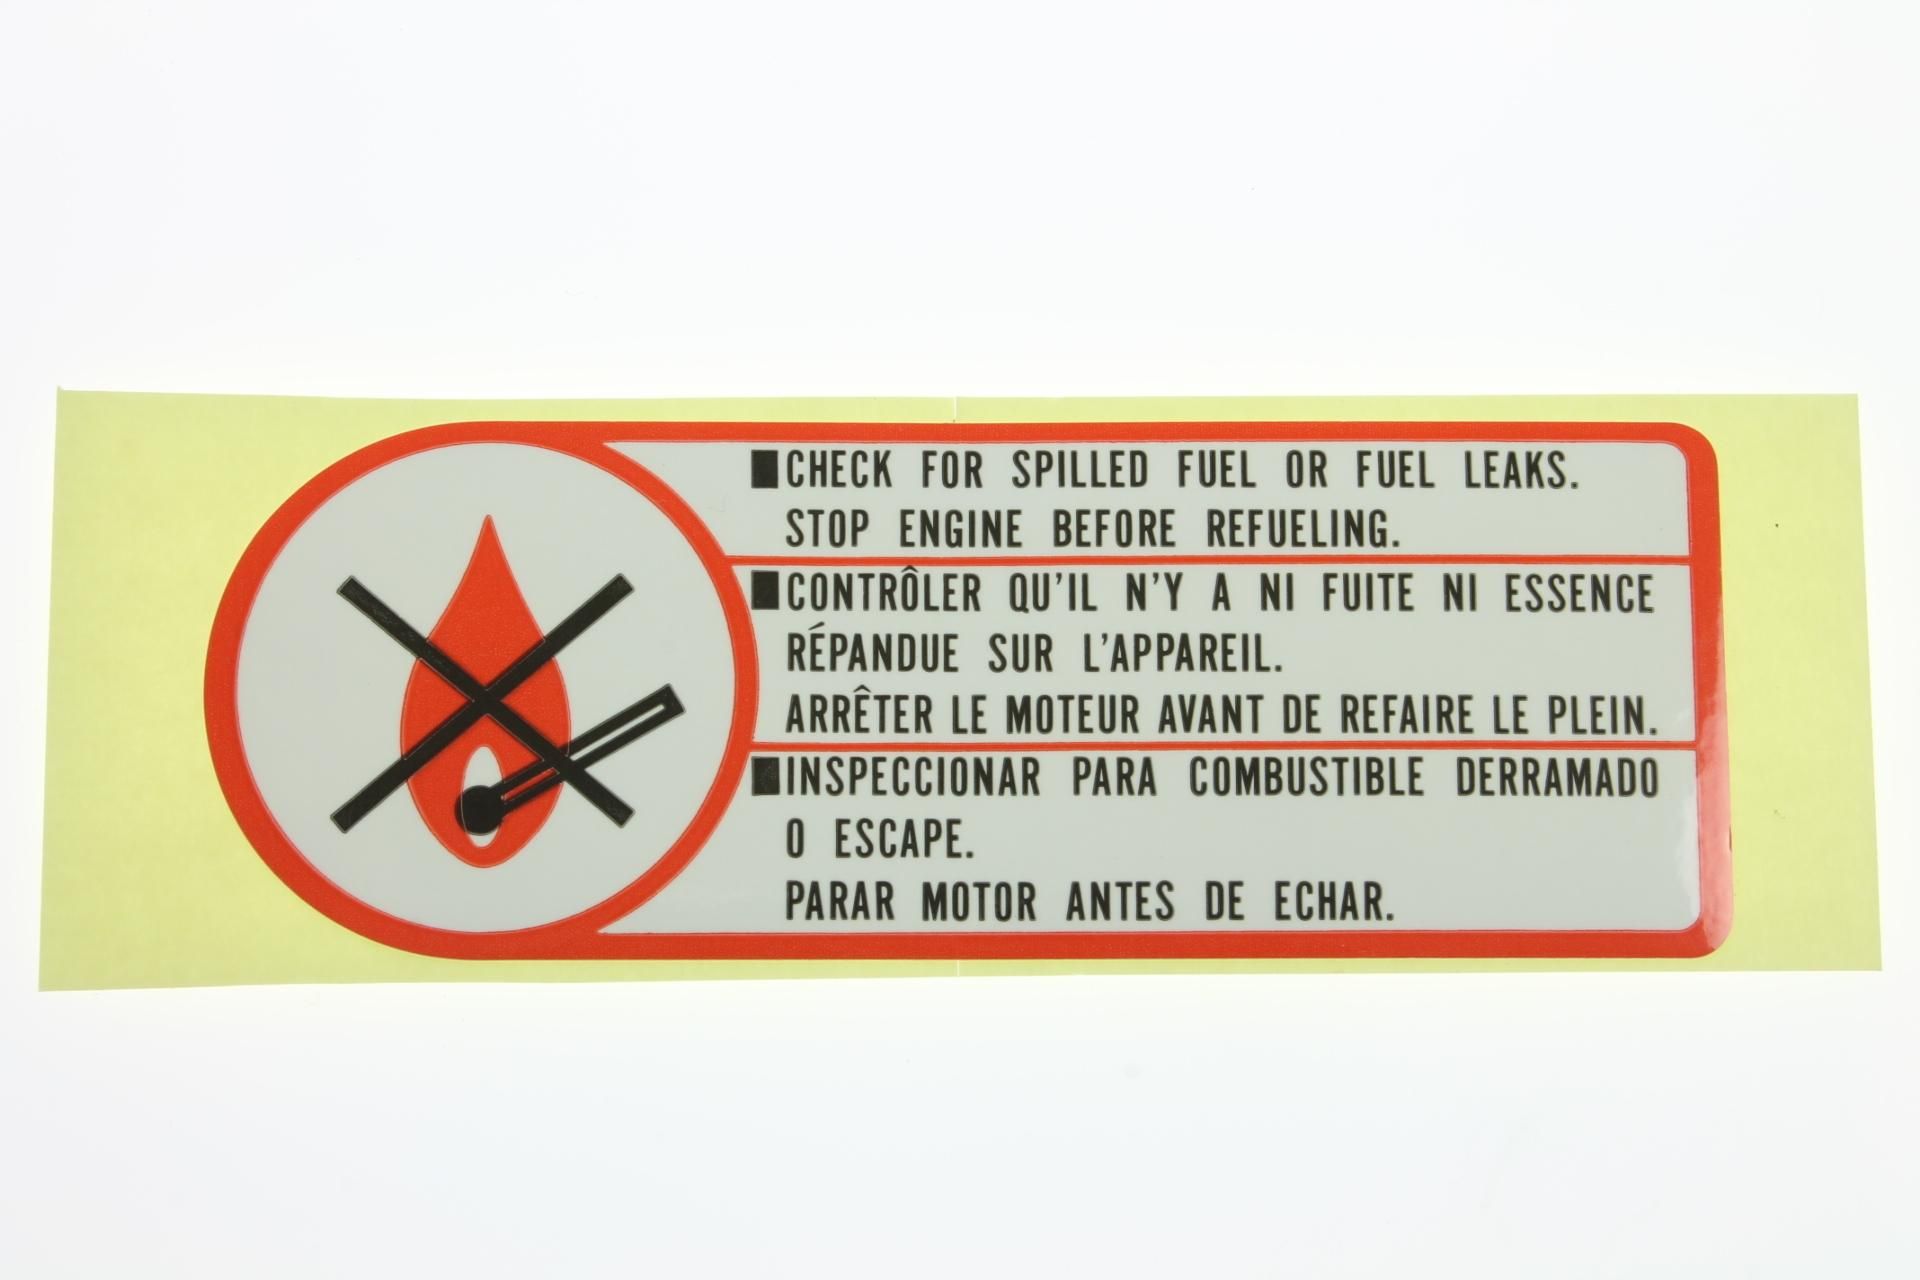 ■CHECK FOR SPILLED FUEL OR FUEL LEAKS.
STOP ENGINE BEFORE REFUELING.
■CONTRÔLER QU'IL N'Y A NI FUITE NI ESSENCE
RÉPANDUE SUR L'APPAREIL.
ARRÊTER LE MOTEUR AVANT DE REFAIRE LE PLEIN.
■INSPECCIONAR PARA COMBUSTIBLE DERRAMADO
O ESCAPE.
PARAR MOTOR ANTES DE ECHAR.